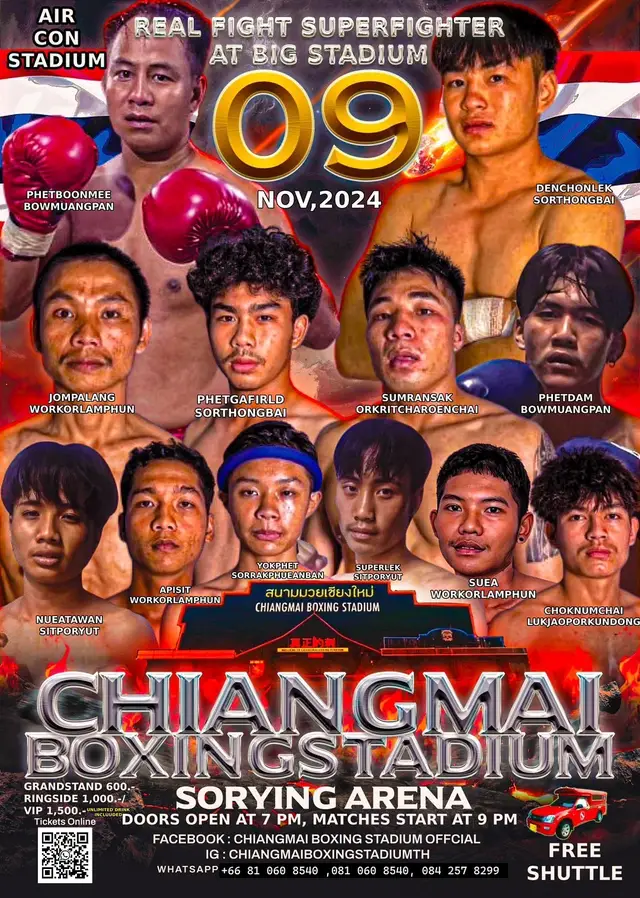 AIR
CON
STADIUM
REAL FIGHT SUPERFIGHTER
AT BIG STADIUM
09
NOV,2024
PHETBOONMEE
BOWMUANGPAN
DENCHONLEK
SORTHONGBAI
JOMPALANG
WORKORLAMPHUN
PHETGAFIRLD
SORTHONGBAI
SUMRANSAK
ORKRITCHAROENCHAI
PHETDAM
BOWMUANGPAN
NUEATAWAN
SITPORYUT
APISIT
WORKORLAMPHUN
YOKPHET
SORRAKPHUEANBAN
SUPERLEK
SITPORYUT
SUEA
WORKORLAMPHUN
CHOKNUMCHAI
LUKJAOPORKUNDONG
สนามมวยเชียงใหม่
CHIANGMAI BOXING STADIUM
CHIANGMAI
BOXINGSTADIUM
GRANDSTAND 600.-
RINGSIDE 1,000.-/
VIP 1,500.- UNLIMITED DRINK
INCLUUDED
Tickets Online
SORYING ARENA
DOORS OPEN AT 7 PM, MATCHES START AT 9 PM
FACEBOOK : CHIANGMAI BOXING STADIUM OFFCIAL
IG : CHIANGMAIBOXINGSTADIUMTH
WHATSAPP +66 81 060 8540 ,081 060 8540, 084 257 8299
FREE
SHUTTLE